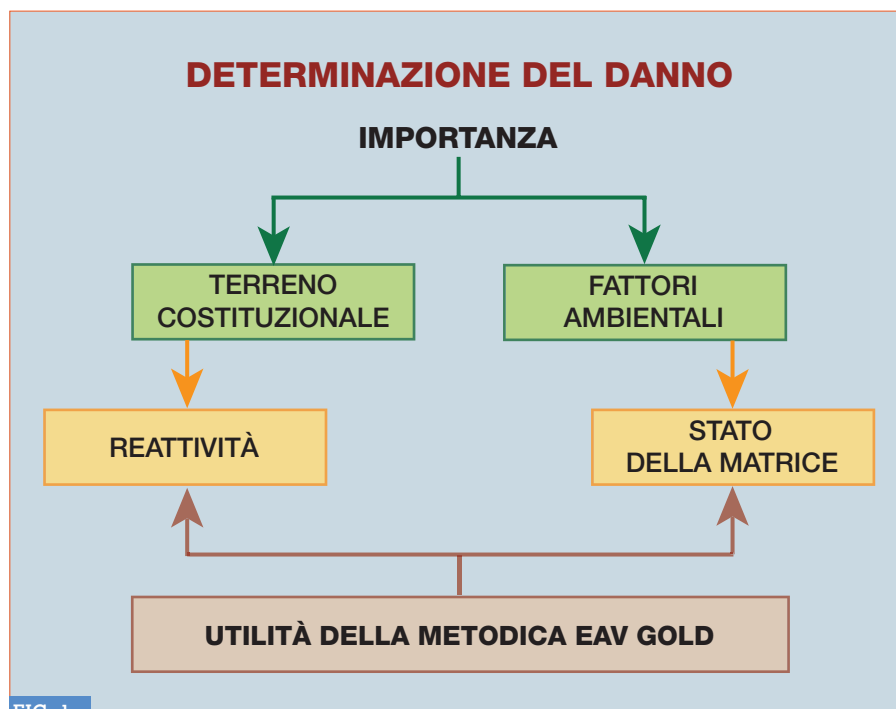 DETERMINAZIONE DEL DANNO
IMPORTANZA
TERRENO
COSTITUZIONALE
FATTORI
AMBIENTALI
REATTIVITÀ
STATO
DELLA MATRICE
UTILITÀ DELLA METODICA EAV GOLD